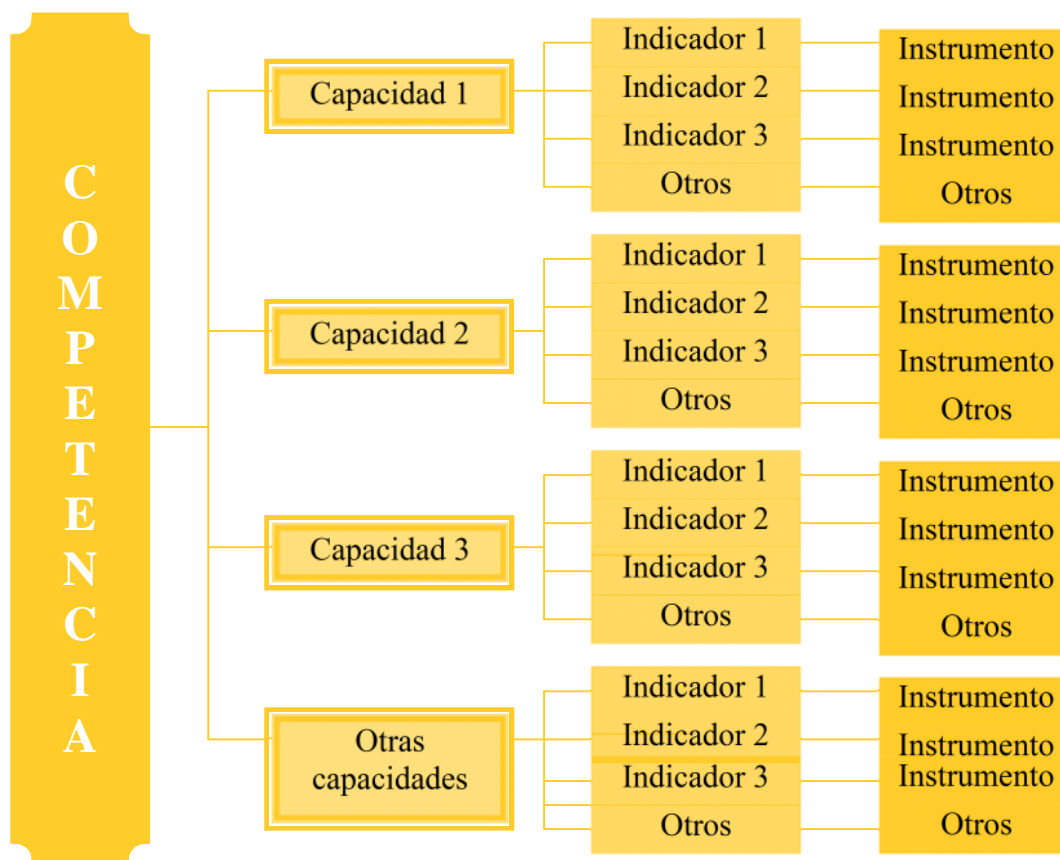 COMPETENCIA
Capacidad 1
Indicador 1
Indicador 2
Indicador 3
Otros
Instrumento
Instrumento
Instrumento
Otros
Capacidad 2
Indicador 1
Indicador 2
Indicador 3
Otros
Instrumento
Instrumento
Instrumento
Otros
Capacidad 3
Indicador 1
Indicador 2
Indicador 3
Otros
Instrumento
Instrumento
Instrumento
Otros
Otras
capacidades
Indicador 1
Indicador 2
Indicador 3
Otros
Instrumento
Instrumento
Instrumento
Otros